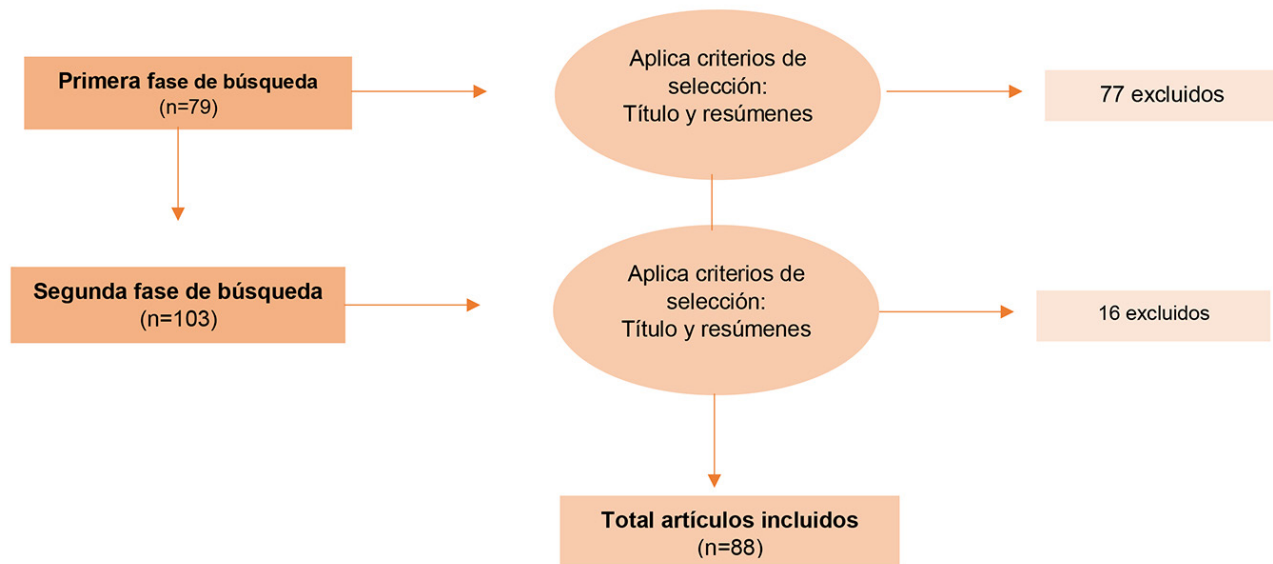 Primera fase de búsqueda
(n=79)
Aplica criterios de
selección:
Título y resúmenes
77 excluidos
Segunda fase de búsqueda
(n=103)
Aplica criterios de
selección:
Título y resúmenes
16 excluidos
Total artículos incluidos
(n=88)